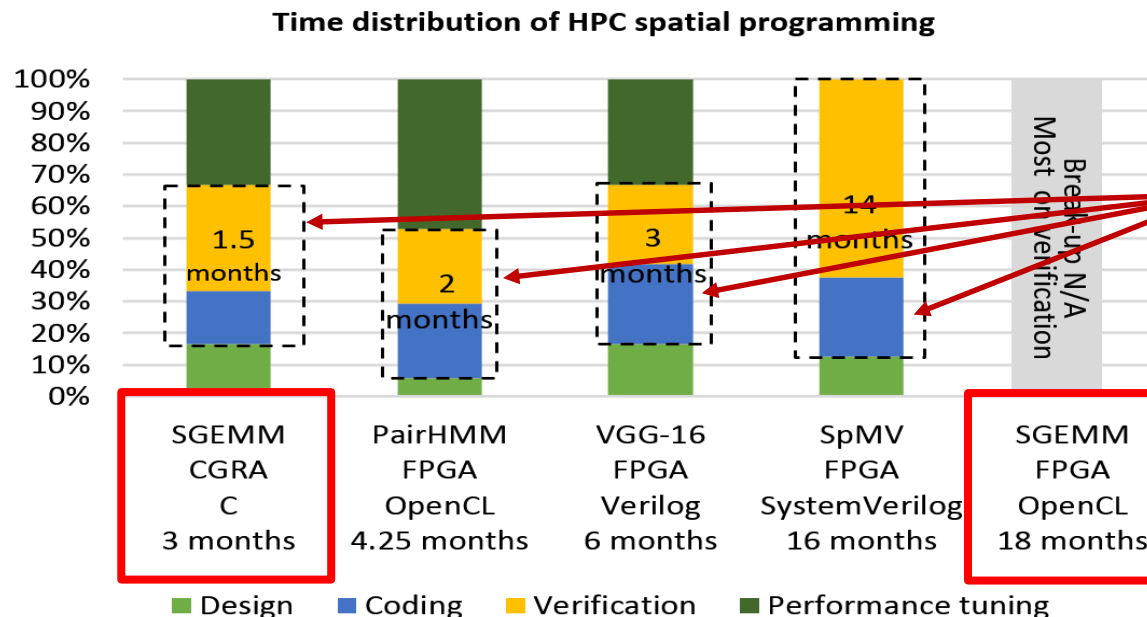 Time distribution of HPC spatial programming
100%
90%
80%
70%
60%
50%
40%
30%
20%
10%
0%
1.5
months
2
months
3
months
14
months
Break-up N/A
Most on verification
SGEMM
CGRA
C
3 months
PairHMM
FPGA
OpenCL
4.25 months
VGG-16
FPGA
Verilog
6 months
SpMV
FPGA
SystemVerilog
16 months
SGEMM
FPGA
OpenCL
18 months
Design Coding Verification Performance tuning